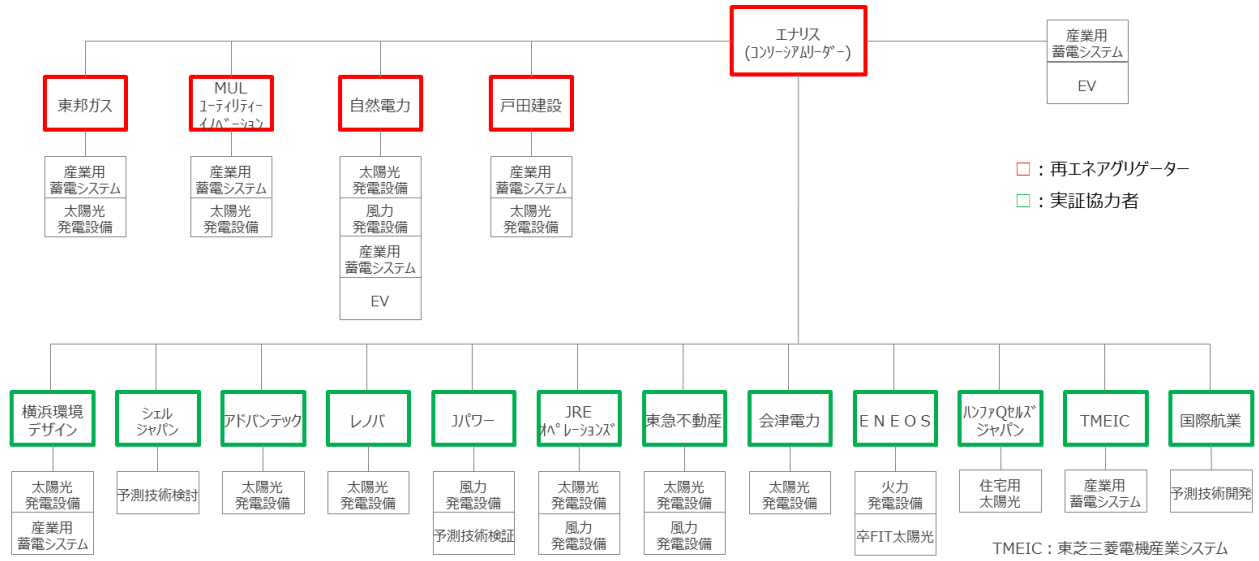 エナリス
(ｺﾝｿｰｼｱﾑﾘｰﾀﾞｰ)
産業用
蓄電システム
EV
東邦ガス
MUL
ﾕｰﾃｨﾘﾃｨｰ
ｲﾉﾍﾞｰｼｮﾝ
自然電力
戸田建設
産業用
蓄電システム
太陽光
発電設備
産業用
蓄電システム
太陽光
発電設備
太陽光
発電設備
風力
発電設備
産業用
蓄電システム
EV
産業用
蓄電システム
太陽光
発電設備
□：再エネアグリゲーター
□：実証協力者
横浜環境
デザイン
シェル
ジャパン
アドバンテック
レノバ
Jパワー
JRE
ｵﾍﾟﾚｰｼｮﾝｽﾞ
東急不動産
会津電力
ＥＮＥＯＳ
ﾊﾝﾌｧQｾﾙｽﾞ
ジャパン
TMEIC
国際航業
太陽光
発電設備
産業用
蓄電システム
予測技術検討
太陽光
発電設備
太陽光
発電設備
風力
発電設備
予測技術検証
太陽光
発電設備
風力
発電設備
太陽光
発電設備
風力
発電設備
太陽光
発電設備
火力
発電設備
卒FIT太陽光
住宅用
太陽光
産業用
蓄電システム
予測技術開発
TMEIC：東芝三菱電機産業システム